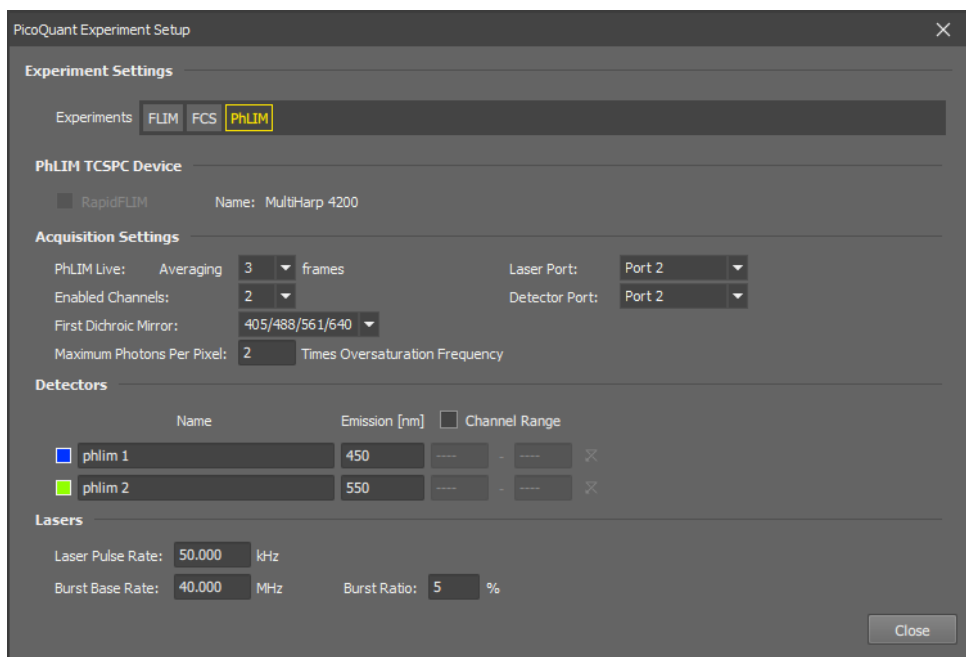 PicoQuant Experiment Setup
Experiment Settings
Experiments FLIM FCS PhLIM
PhLIM TCSPC Device
RapidFLIM Name: MultiHarp 4200
Acquisition Settings
PhLIM Live: Averaging 3 frames Laser Port: Port 2
Enabled Channels: 2 Detector Port: Port 2
First Dichroic Mirror: 405/488/561/640
Maximum Photons Per Pixel: 2 Times Oversaturation Frequency
Detectors
Name Emission [nm] Channel Range
phlim 1 450 ---- - ----
phlim 2 550 ---- - ----
Lasers
Laser Pulse Rate: 50.000 kHz
Burst Base Rate: 40.000 MHz Burst Ratio: 5 %
Close